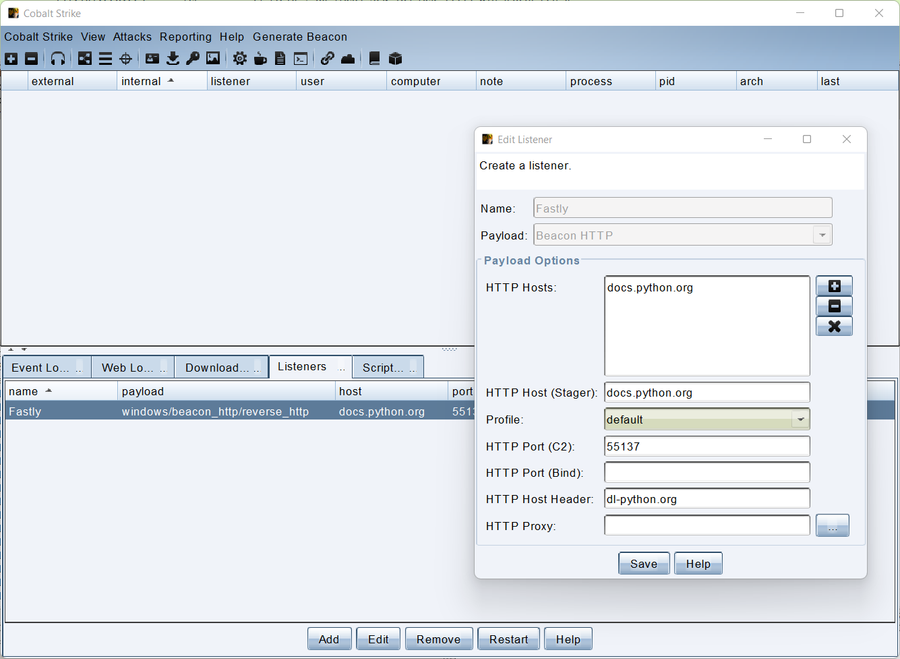 Cobalt Strike
Cobalt Strike View Attacks Reporting Help Generate Beacon
external internal listener user computer note process pid arch last
Edit Listener
Create a listener.
Name: Fastly
Payload: Beacon HTTP
Payload Options
HTTP Hosts: docs.python.org
HTTP Host (Stager): docs.python.org
Profile: default
HTTP Port (C2): 55137
HTTP Port (Bind):
HTTP Host Header: dl-python.org
HTTP Proxy:
...
Save Help
Event Lo... Web Lo... Download... Listeners ... Script...
name payload host port
Fastly windows/beacon_http/reverse_http docs.python.org
Add Edit Remove Restart Help